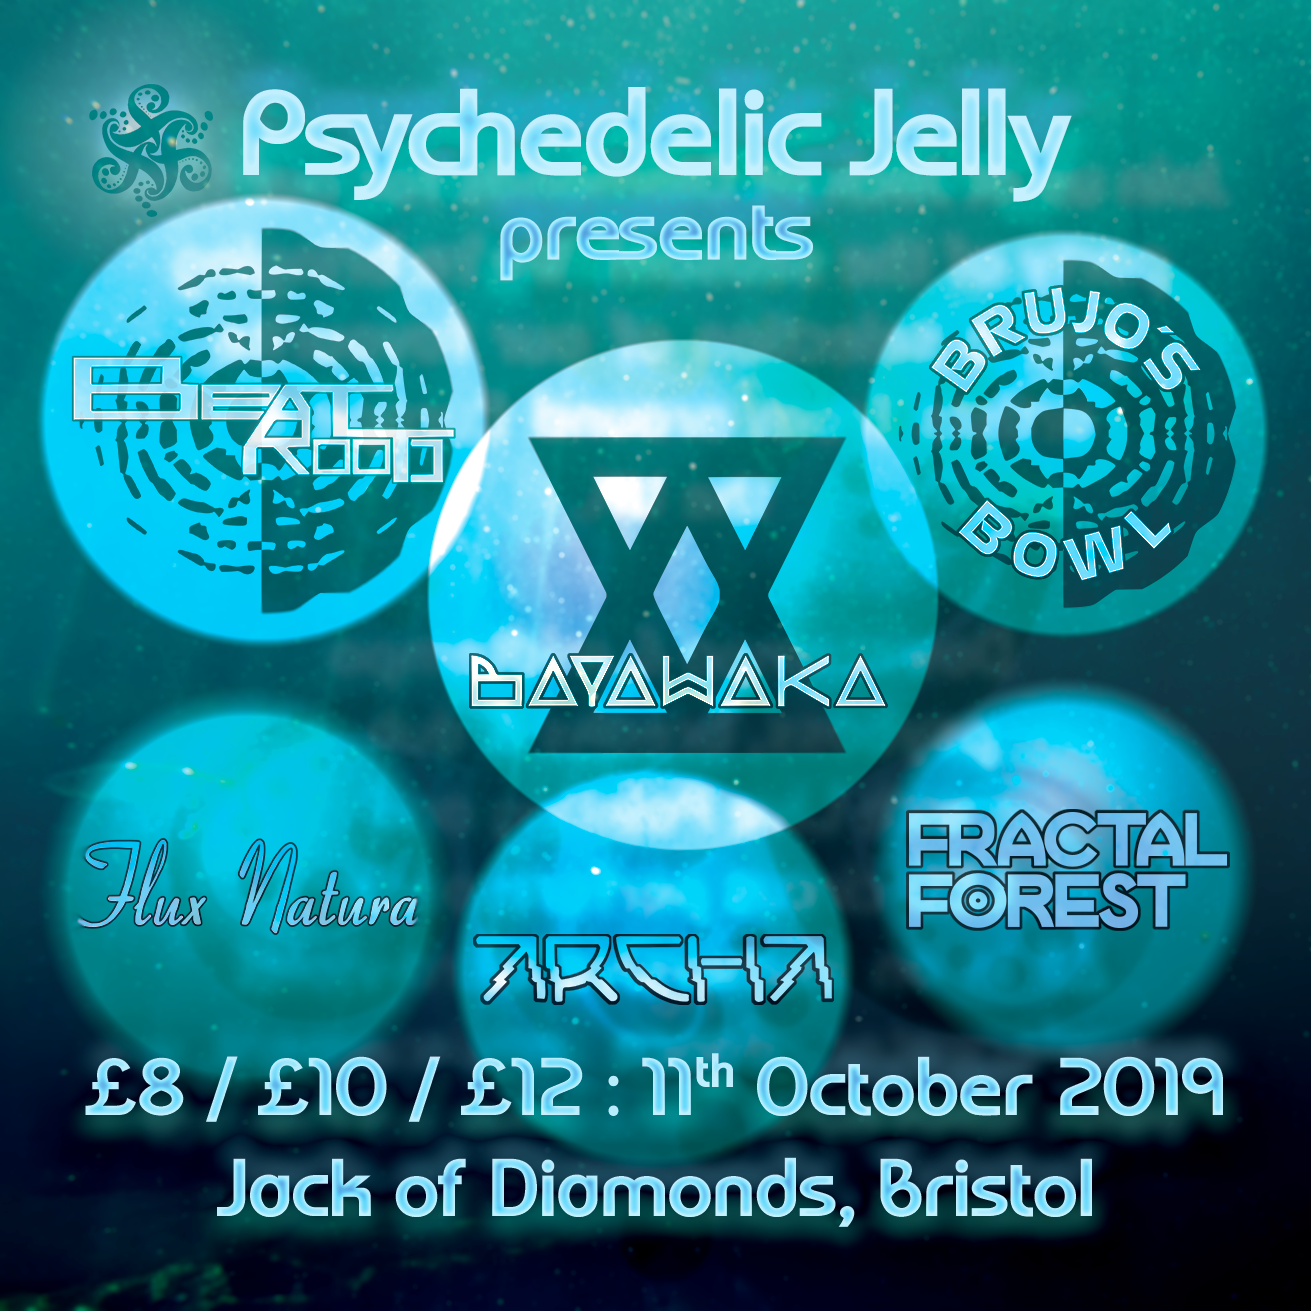 Psychedelic Jelly
presents
BEAT
ROOTS
BRUJO'S
BOWL
BAYAWAKA
Flux Natura
ARCHA
FRACTAL
FOREST
£8 / £10 / £12 : 11th October 2019
Jack of Diamonds, Bristol